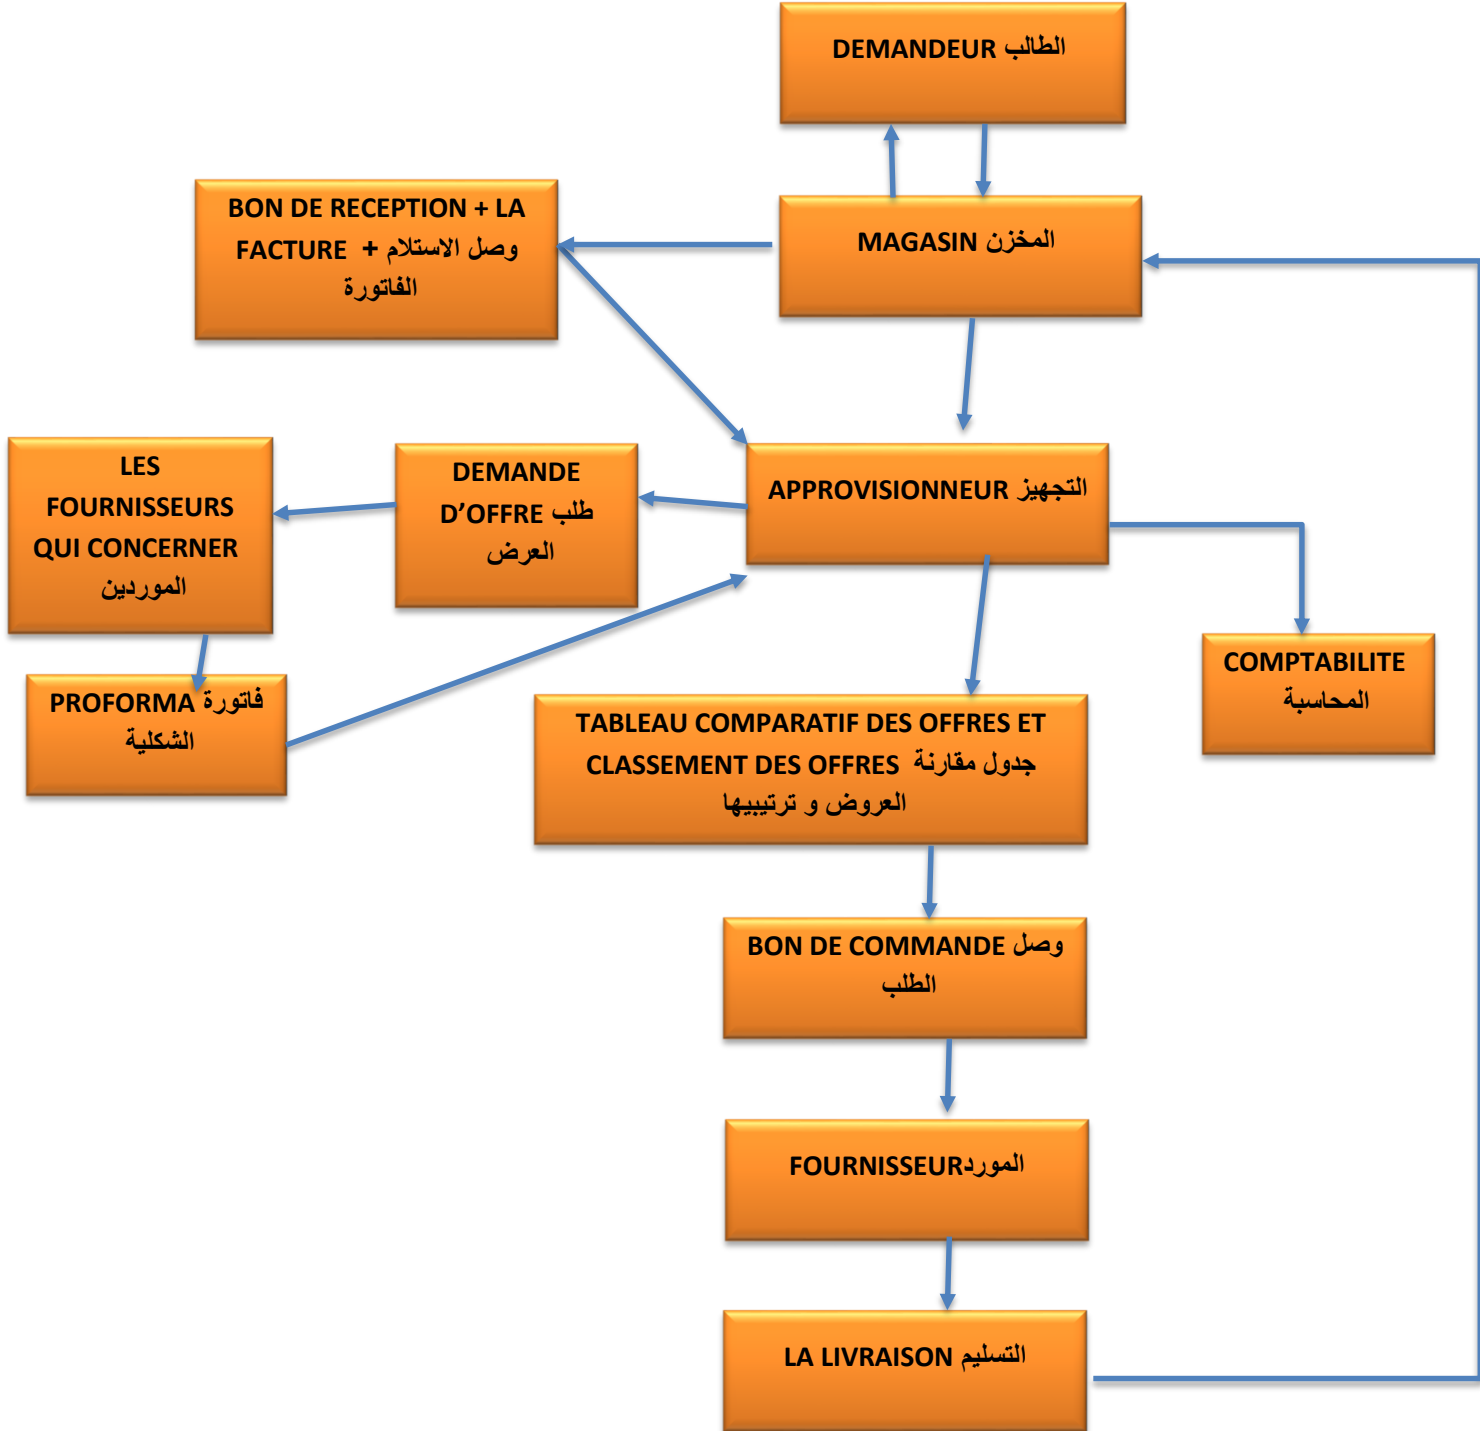 DEMANDEUR الطالب
BON DE RECEPTION + LA
FACTURE وصل الاستلام +
الفاتورة
MAGASIN المخزن
LES
FOURNISSEURS
QUI CONCERNER
الموردين
DEMANDE
D’OFFRE طلب
العرض
APPROVISIONNEUR التجهيز
PROFORMA فاتورة
الشكلية
COMPTABILITE
المحاسبة
TABLEAU COMPARATIF DES OFFRES ET
CLASSEMENT DES OFFRES جدول مقارنة
العروض و ترتيبيها
BON DE COMMANDE وصل
الطلب
FOURNISSEURالمورد
LA LIVRAISON التسليم